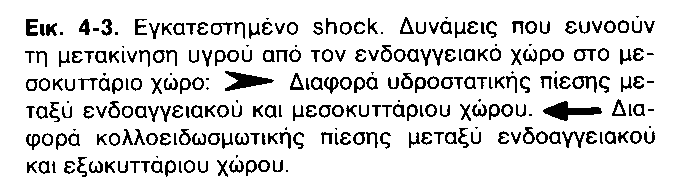 Εικ. 4-3. Εγκατεστημένο shock. Δυνάμεις που ευνοούν
τη μετακίνηση υγρού από τον ενδοαγγειακό χώρο στο με-
σοκυττάριο χώρο: Διαφορά υδροστατικής πίεσης με-
ταξύ ενδοαγγειακού και μεσοκυττάριου χώρου. Δια-
φορά κολλοειδωσμωτικής πίεσης μεταξύ ενδοαγγειακού
και εξωκυττάριου χώρου.